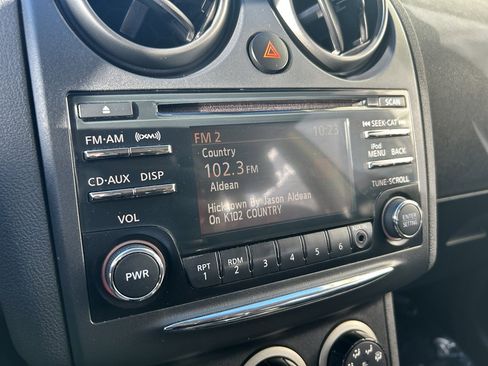 SCAN
FM•AM
((XM))
FM 2 10:23
|◄◄ SEEK•CAT ►►|
Country
102.3 FM
Aldean
iPod
MENU BACK
CD•AUX DISP
TUNE•SCROLL
Hicktown By Jason Aldean
On K102 COUNTRY
VOL
ENTER
SETTING
PWR
RPT
1
RDM
2
3
4
5
6